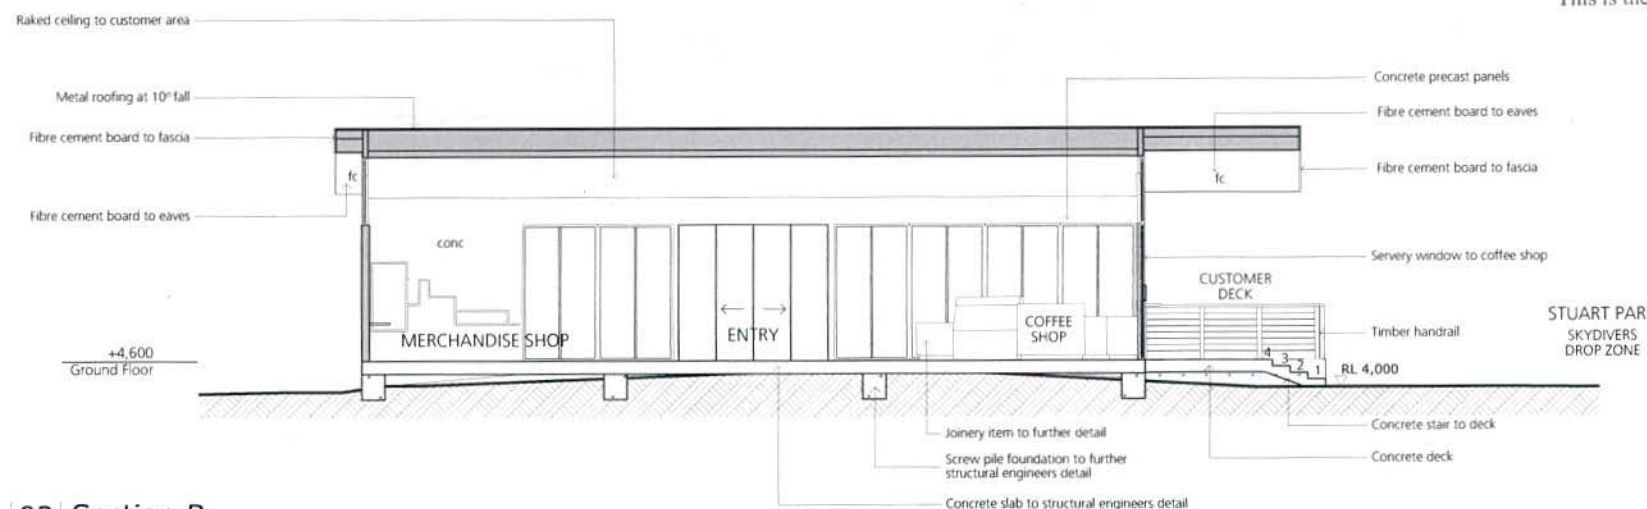 This is the
Raked ceiling to customer area
Concrete precast panels
Metal roofing at 10° fall
Fibre cement board to eaves
Fibre cement board to fascia
Fibre cement board to fascia
fc
fc
Fibre cement board to eaves
conc
Servery window to coffee shop
CUSTOMER
DECK
MERCHANDISE SHOP
ENTRY
COFFEE
SHOP
STUART PAR
SKYDIVERS
DROP ZONE
Timber handrail
+4,600
Ground Floor
4
3
2
1
RL 4,000
Concrete stair to deck
Joinery item to further detail
Concrete deck
Screw pile foundation to further
structural engineers detail
Concrete slab to structural engineers detail